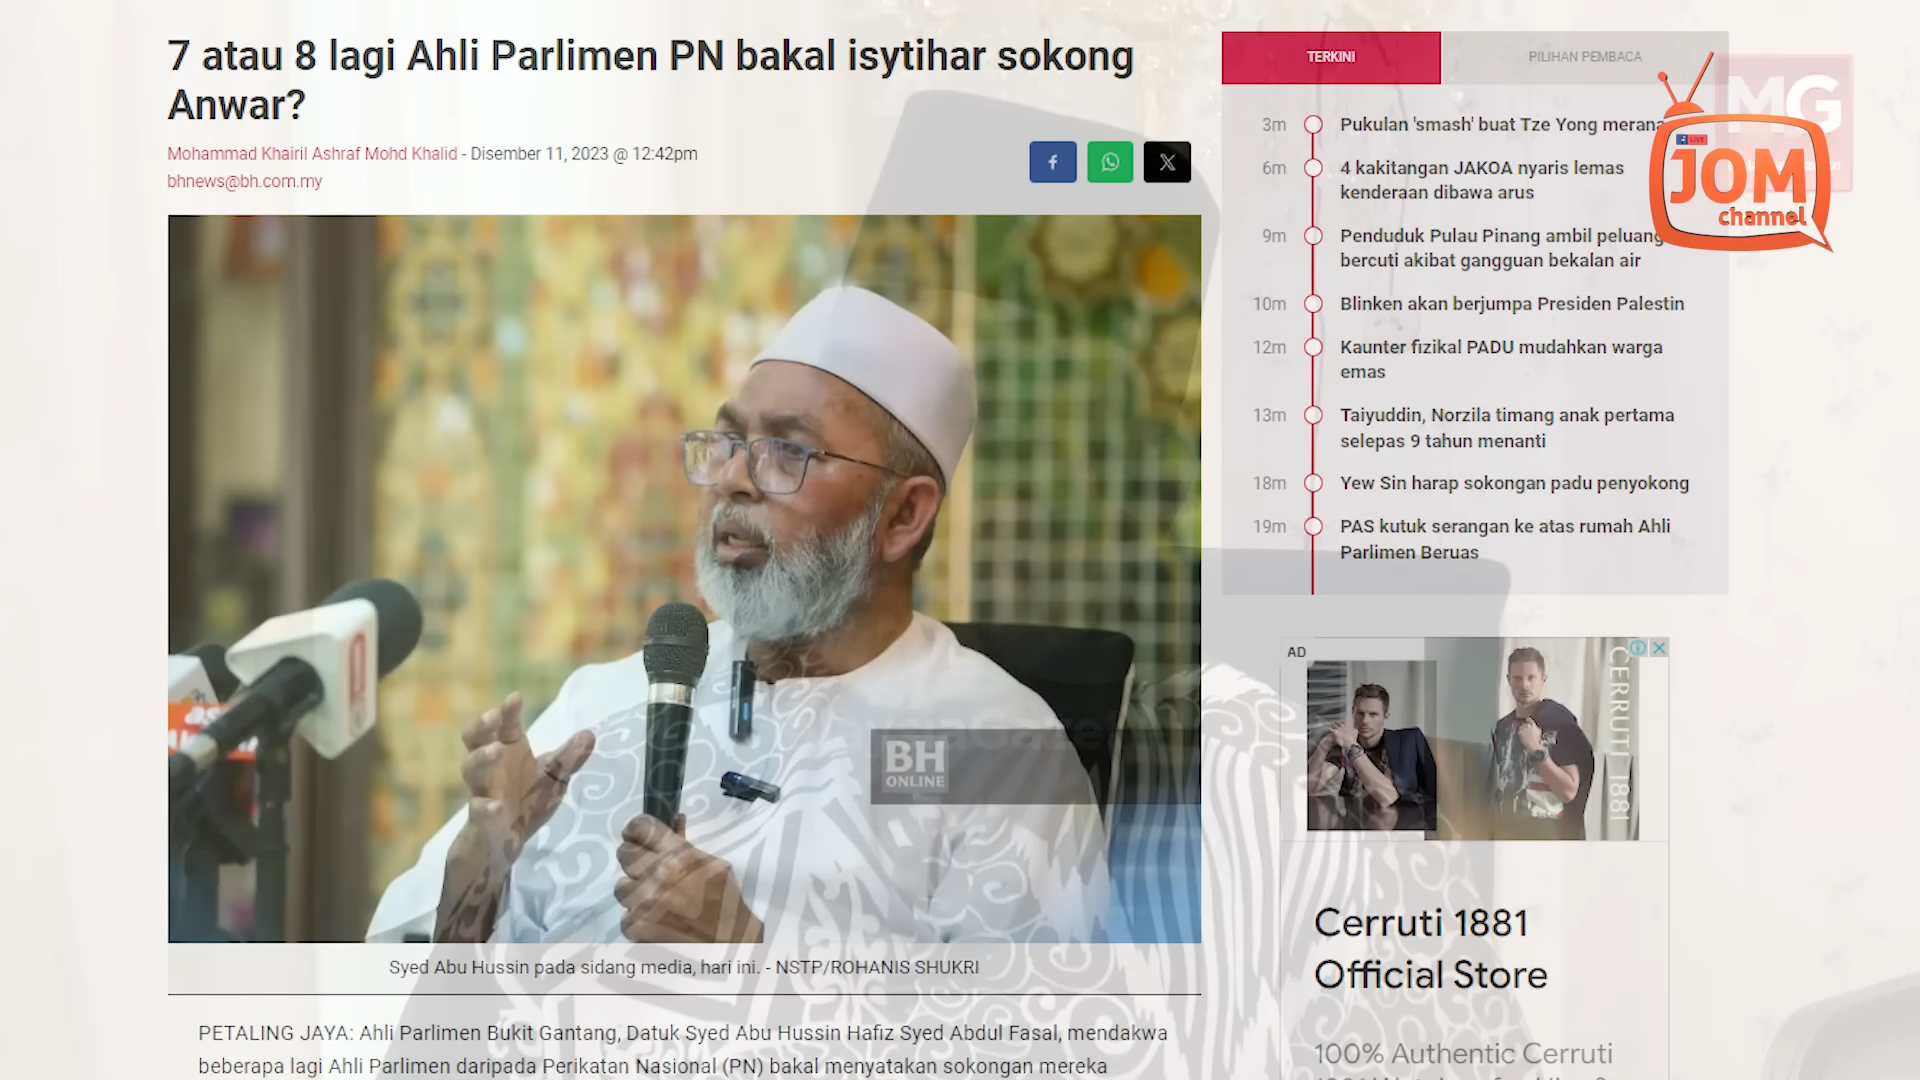 7 atau 8 lagi Ahli Parlimen PN bakal isytihar sokong
Anwar?
Mohammad Khairil Ashraf Mohd Khalid - Disember 11, 2023 @ 12:42pm
bhnews@bh.com.my
BH
ONLINE
Syed Abu Hussin pada sidang media, hari ini. - NSTP/ROHANIS SHUKRI
PETALING JAYA: Ahli Parlimen Bukit Gantang, Datuk Syed Abu Hussin Hafiz Syed Abdul Fasal, mendakwa
beberapa lagi Ahli Parlimen daripada Perikatan Nasional (PN) bakal menyatakan sokongan mereka
TERKINI
PILIHAN PEMBACA
3m Pukulan 'smash' buat Tze Yong merana
6m 4 kakitangan JAKOA nyaris lemas
kenderaan dibawa arus
9m Penduduk Pulau Pinang ambil peluang
bercuti akibat gangguan bekalan air
10m Blinken akan berjumpa Presiden Palestin
12m Kaunter fizikal PADU mudahkan warga
emas
13m Taiyuddin, Norzila timang anak pertama
selepas 9 tahun menanti
18m Yew Sin harap sokongan padu penyokong
19m PAS kutuk serangan ke atas rumah Ahli
Parlimen Beruas
MG
LIVE
JOM
channel
AD
CERRUTI 1881
Cerruti 1881
Official Store
100% Authentic Cerruti